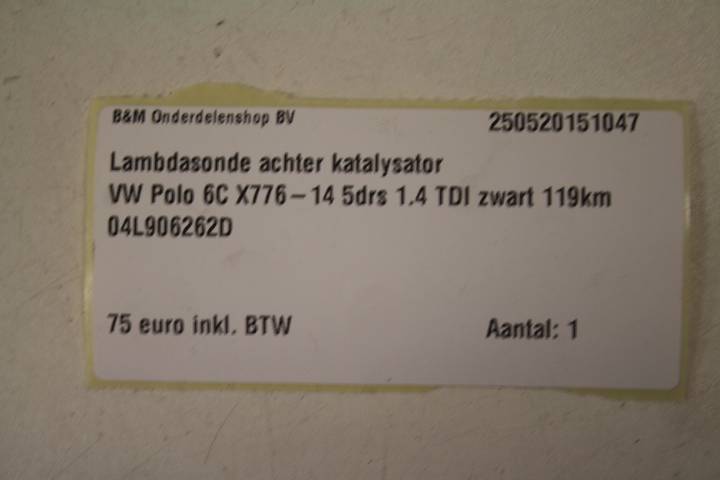 B&M Onderdelenshop BV 250520151047
Lambdasonde achter katalysator
VW Polo 6C X776-14 5drs 1.4 TDI zwart 119km
04L906262D
75 euro inkl. BTW Aantal: 1